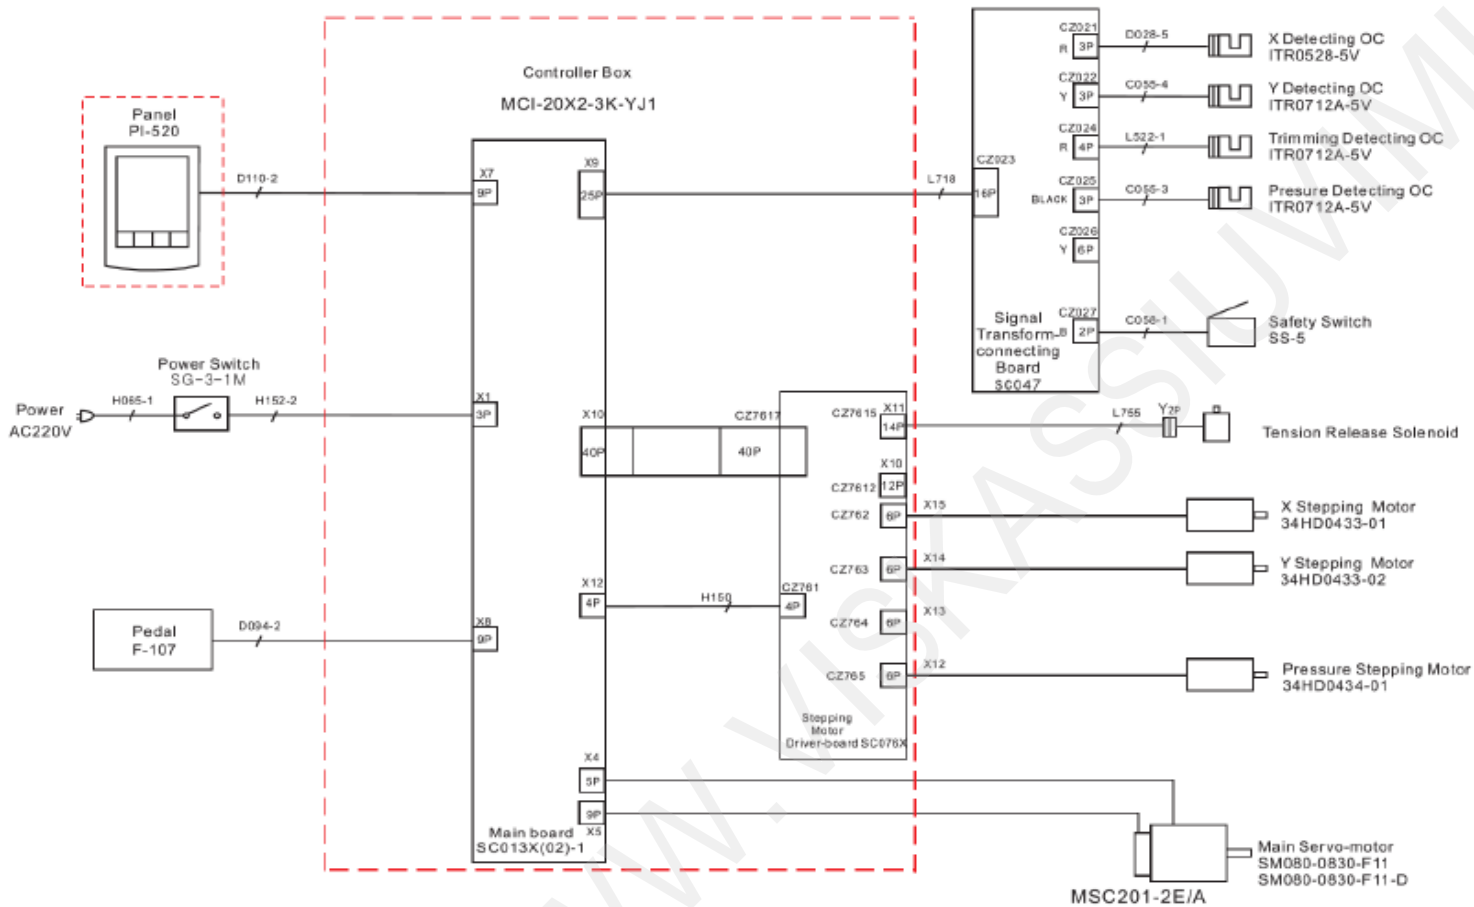 Controller Box
MCI-20X2-3K-YJ1
Panel
PI-520
D110-2
X7
9P
X9
25P
L718
CZ023
16P
CZ021
R
3P
D028-5
X Detecting OC
ITR0528-5V
CZ022
Y
3P
C055-4
Y Detecting OC
ITR0712A-5V
CZ024
R
4P
L522-1
Trimming Detecting OC
ITR0712A-5V
CZ025
BLACK
3P
C055-3
Presure Detecting OC
ITR0712A-5V
CZ026
Y
6P
CZ027
B
2P
C056-1
Safety Switch
SS-5
Signal
Transform-
connecting
Board
SC047
Power
AC220V
H065-1
Power Switch
SG-3-1M
H152-2
X1
3P
X10
40P
CZ7617
40P
CZ7615
X11
14P
L755
Y2P
Tension Release Solenoid
X10
CZ7612
12P
CZ762
6P
X15
X Stepping Motor
34HD0433-01
CZ763
6P
X14
Y Stepping Motor
34HD0433-02
X12
4P
H150
CZ761
4P
CZ764
6P
X13
CZ765
6P
X12
Pressure Stepping Motor
34HD0434-01
Stepping
Motor
Driver-board SC076X
Pedal
F-107
D094-2
X8
9P
X4
5P
9P
X5
Main board
SC013X(02)-1
Main Servo-motor
SM080-0830-F11
SM080-0830-F11-D
MSC201-2E/A